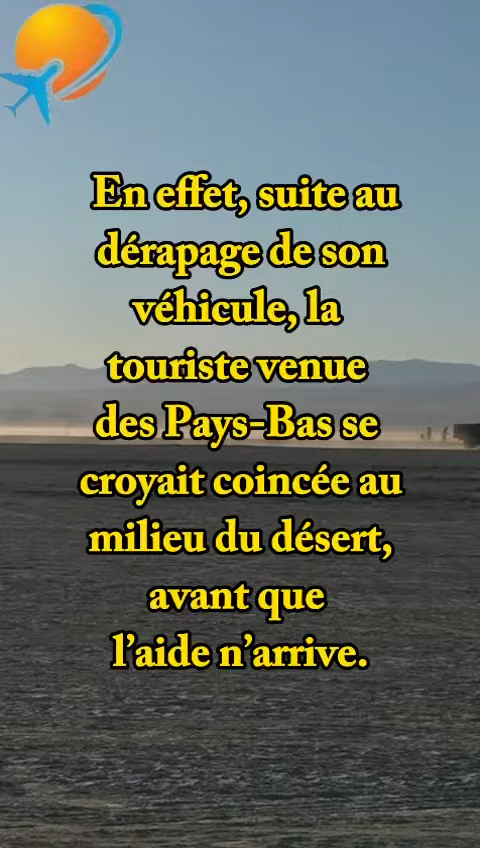 En effet, suite au
dérapage de son
véhicule, la
touriste venue
des Pays-Bas se
croyait coincée au
milieu du désert,
avant que
l’aide n’arrive.